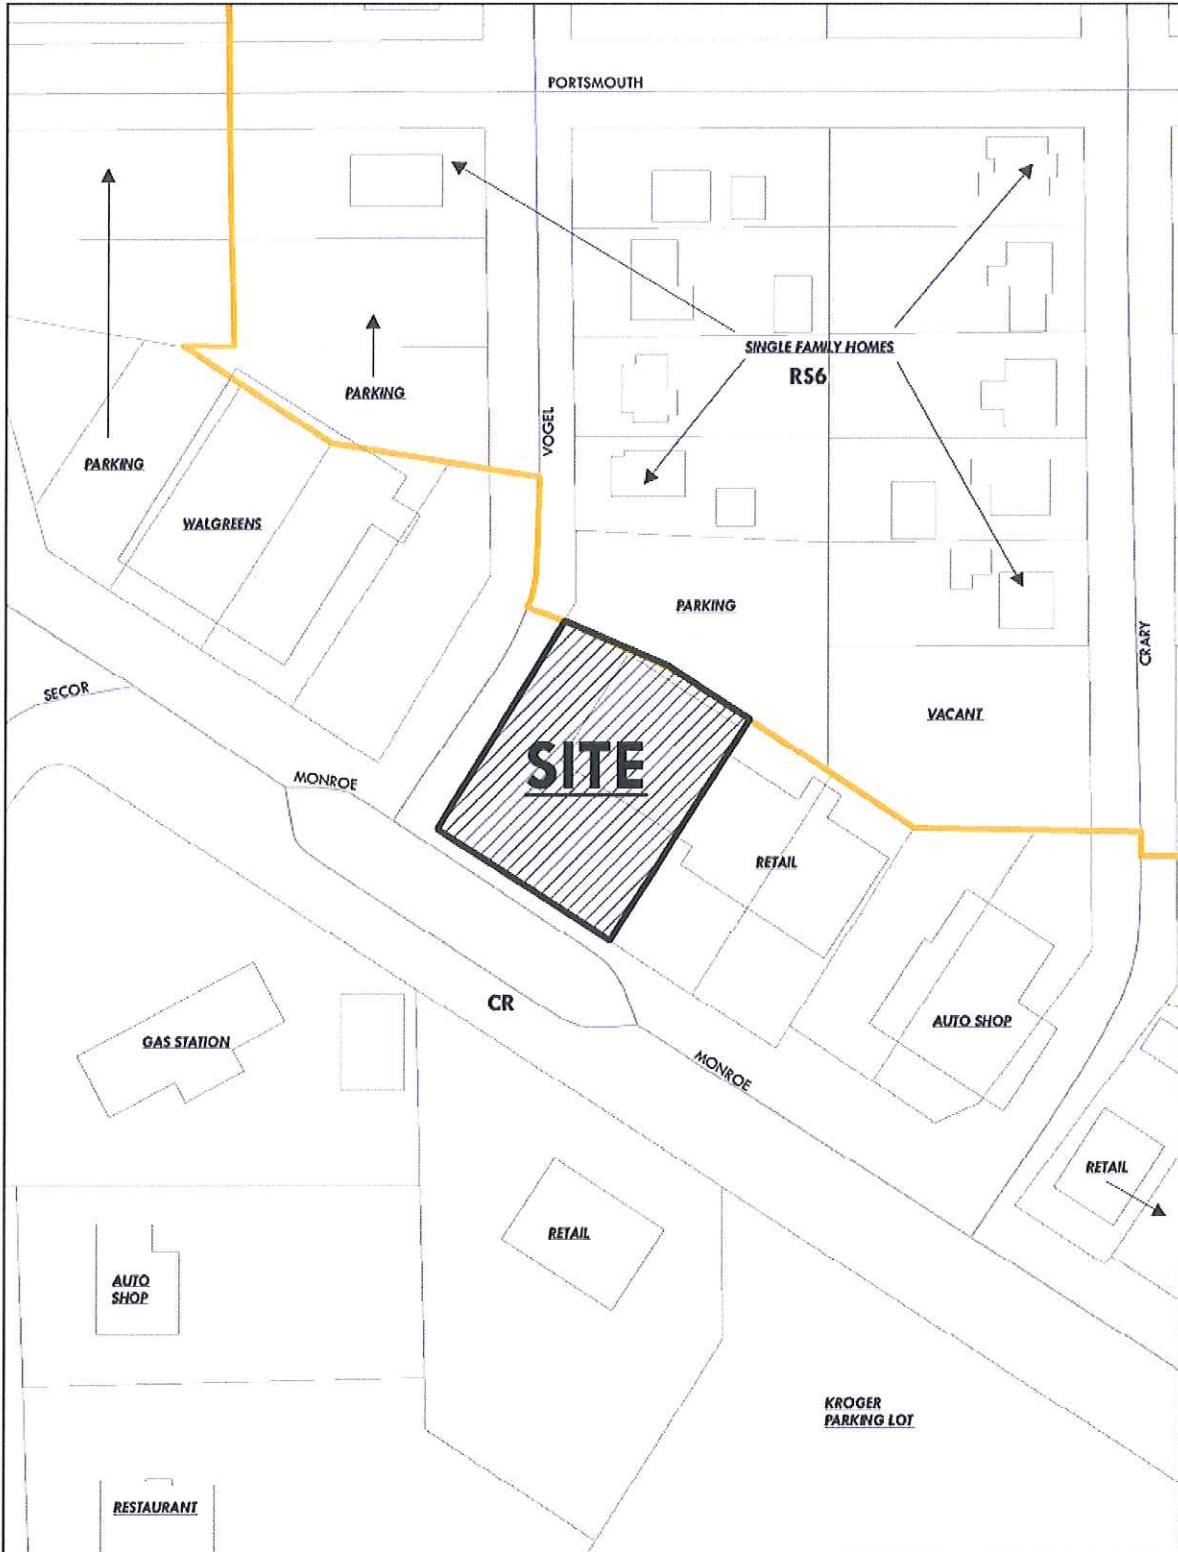 PORTSMOUTH
SINGLE FAMILY HOMES
RS6
PARKING
VOGEL
PARKING
WALGREENS
PARKING
CRARY
SECOR
VACANT
MONROE
SITE
RETAIL
CR
AUTO SHOP
GAS STATION
MONROE
RETAIL
RETAIL
AUTO
SHOP
KROGER
PARKING LOT
RESTAURANT